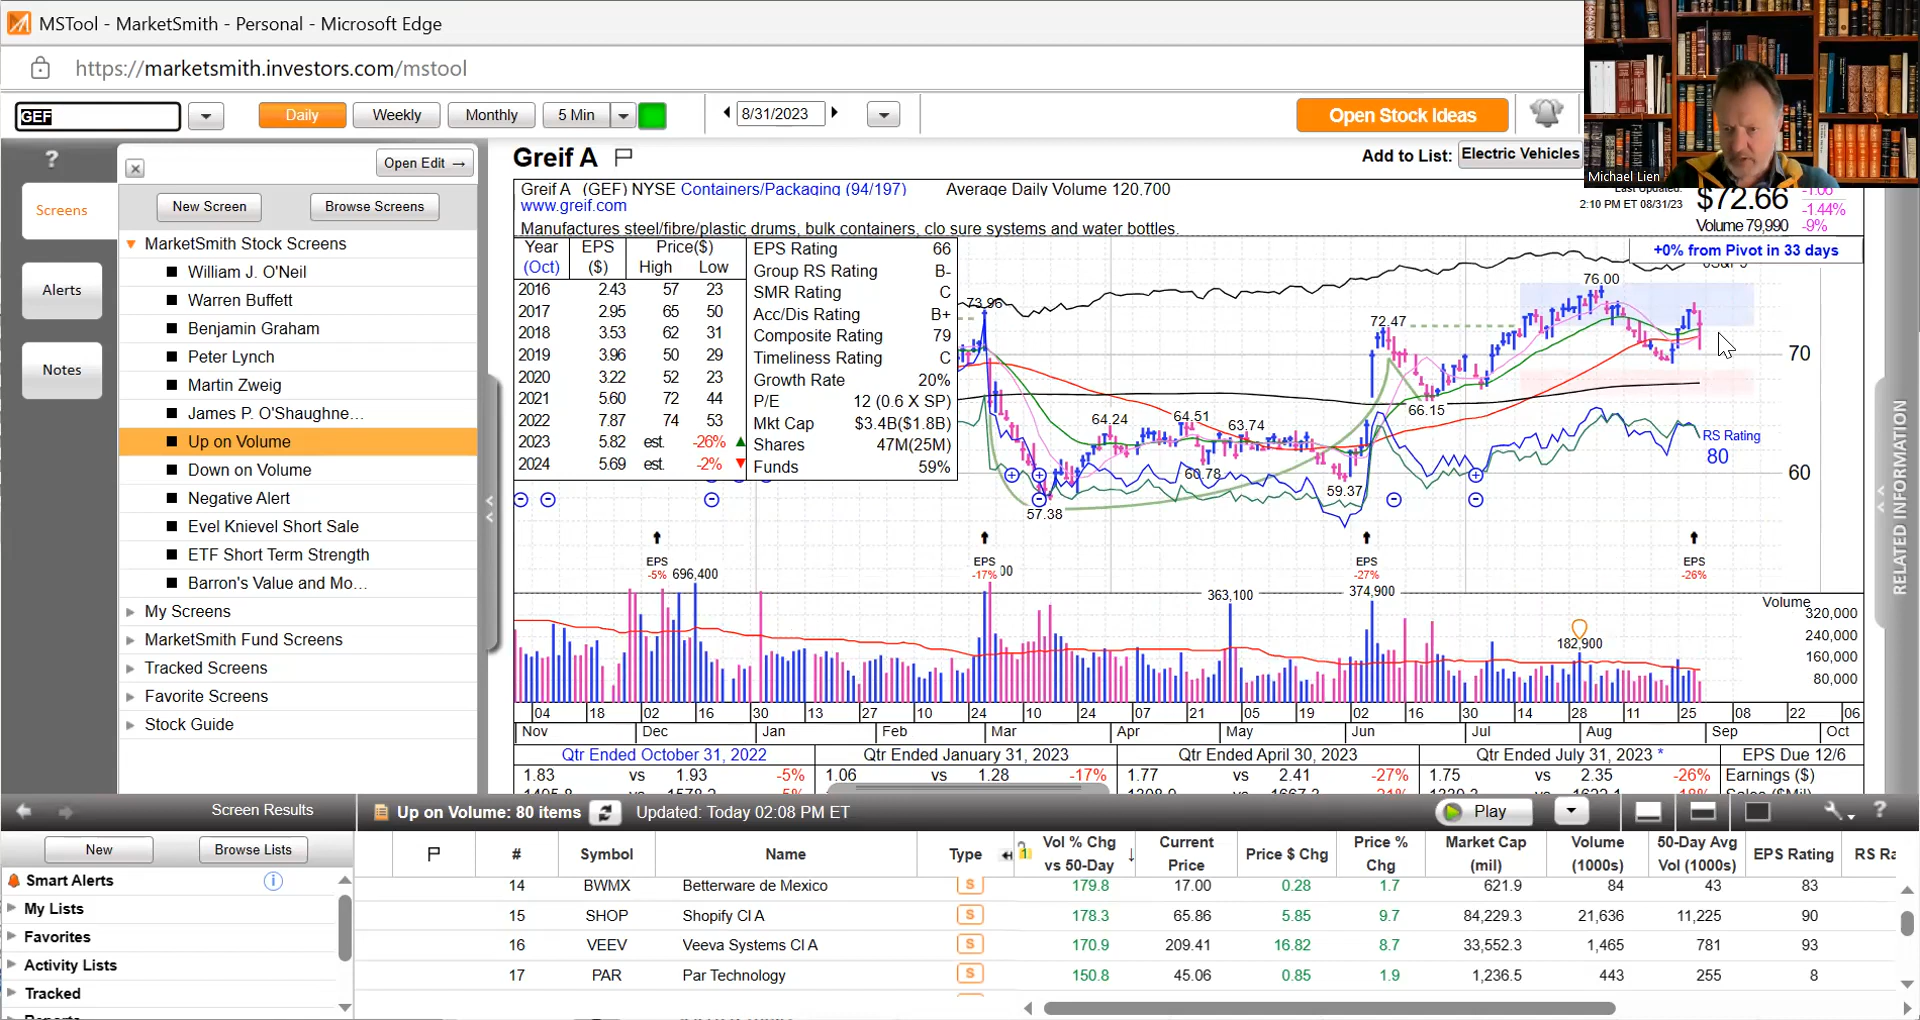 MSTool - MarketSmith - Personal - Microsoft Edge
https://marketsmith.investors.com/mstool
GEF
Daily
Weekly
Monthly
5 Min
8/31/2023
Open Stock Ideas
Michael Lien
?
Screens
Alerts
Notes
Open Edit →
New Screen
Browse Screens
MarketSmith Stock Screens
William J. O'Neil
Warren Buffett
Benjamin Graham
Peter Lynch
Martin Zweig
James P. O'Shaughne...
Up on Volume
Down on Volume
Negative Alert
Evel Knievel Short Sale
ETF Short Term Strength
Barron's Value and Mo...
My Screens
MarketSmith Fund Screens
Tracked Screens
Favorite Screens
Stock Guide
Greif A
Add to List: Electric Vehicles
Greif A (GEF) NYSE Containers/Packaging (94/197) Average Daily Volume 120,700
www.greif.com
Manufactures steel/fibre/plastic drums, bulk containers, clo sure systems and water bottles.
Last Updated:
2:10 PM ET 08/31/23
$72.66
-1.06
-1.44%
Volume 79,990 -9%
+0% from Pivot in 33 days
Year EPS Price($)
(Oct) ($) High Low
2016 2.43 57 23
2017 2.95 65 50
2018 3.53 62 31
2019 3.96 50 29
2020 3.22 52 23
2021 5.60 72 44
2022 7.87 74 53
2023 5.82 est. -26%
2024 5.69 est. -2%
EPS Rating 66
Group RS Rating B-
SMR Rating C
Acc/Dis Rating B+
Composite Rating 79
Timeliness Rating C
Growth Rate 20%
P/E 12 (0.6 X SP)
Mkt Cap $3.4B($1.8B)
Shares 47M(25M)
Funds 59%
73.96
76.00
72.47
70
66.15
64.24
64.51
63.74
60.78
60
59.37
57.38
RS Rating
80
EPS
-5%
EPS
-17%
EPS
-27%
EPS
-26%
696,400
00
363,100
374,900
182,900
Volume
320,000
240,000
160,000
80,000
04 18 02 16 30 13 27 10 24 10 24 07 21 05 19 02 16 30 14 28 11 25 08 22 06
Nov Dec Jan Feb Mar Apr May Jun Jul Aug Sep Oct
Qtr Ended October 31, 2022 Qtr Ended January 31, 2023 Qtr Ended April 30, 2023 Qtr Ended July 31, 2023 * EPS Due 12/6
1.83 vs 1.93 -5% 1.06 vs 1.28 -17% 1.77 vs 2.41 -27% 1.75 vs 2.35 -26% Earnings ($)
RELATED INFORMATION
Screen Results
Up on Volume: 80 items
Updated: Today 02:08 PM ET
Play
?
New
Browse Lists
Smart Alerts
My Lists
Favorites
Activity Lists
Tracked
# Symbol Name Type Vol % Chg vs 50-Day Current Price Price $ Chg Price % Chg Market Cap (mil) Volume (1000s) 50-Day Avg Vol (1000s) EPS Rating RS Ra
14 BWMX Betterware de Mexico S 179.8 17.00 0.28 1.7 621.9 84 43 83
15 SHOP Shopify Cl A S 178.3 65.86 5.85 9.7 84,229.3 21,636 11,225 90
16 VEEV Veeva Systems Cl A S 170.9 209.41 16.82 8.7 33,552.3 1,465 781 93
17 PAR Par Technology S 150.8 45.06 0.85 1.9 1,236.5 443 255 8